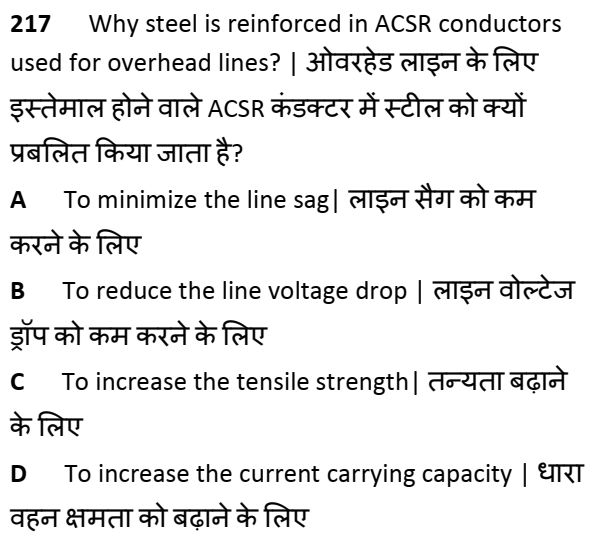 217 Why steel is reinforced in ACSR conductors
used for overhead lines? | ओवरहेड लाइन के लिए
इस्तेमाल होने वाले ACSR कंडक्टर में स्टील को क्यों
प्रबलित किया जाता है?
A To minimize the line sag| लाइन सैग को कम
करने के लिए
B To reduce the line voltage drop | लाइन वोल्टेज
ड्रॉप को कम करने के लिए
C To increase the tensile strength| तन्यता बढ़ाने
के लिए
D To increase the current carrying capacity | धारा
वहन क्षमता को बढ़ाने के लिए